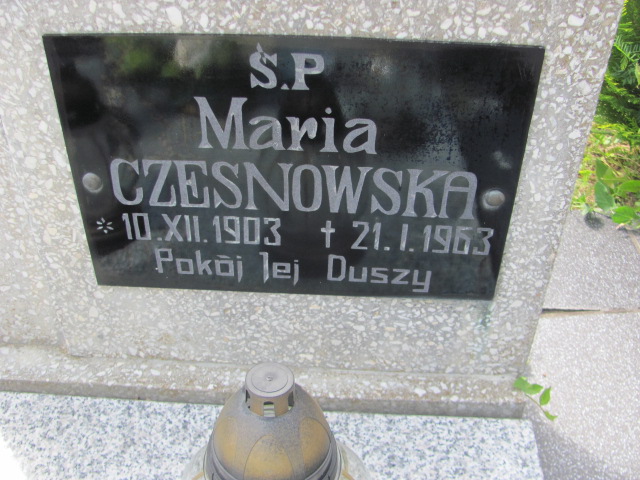 Ś.P
Maria
CZESNOWSKA
* 10.XII.1903 † 21.I.1963
Pokój Jej Duszy